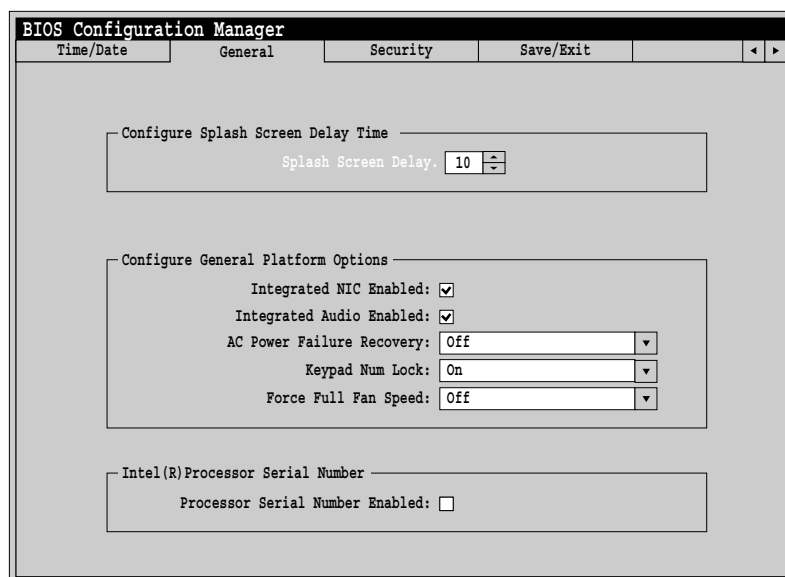 BIOS Configuration Manager
Time/Date General Security Save/Exit
Configure Splash Screen Delay Time
Splash Screen Delay. 10
Configure General Platform Options
Integrated NIC Enabled:
Integrated Audio Enabled:
AC Power Failure Recovery: Off
Keypad Num Lock: On
Force Full Fan Speed: Off
Intel(R)Processor Serial Number
Processor Serial Number Enabled: